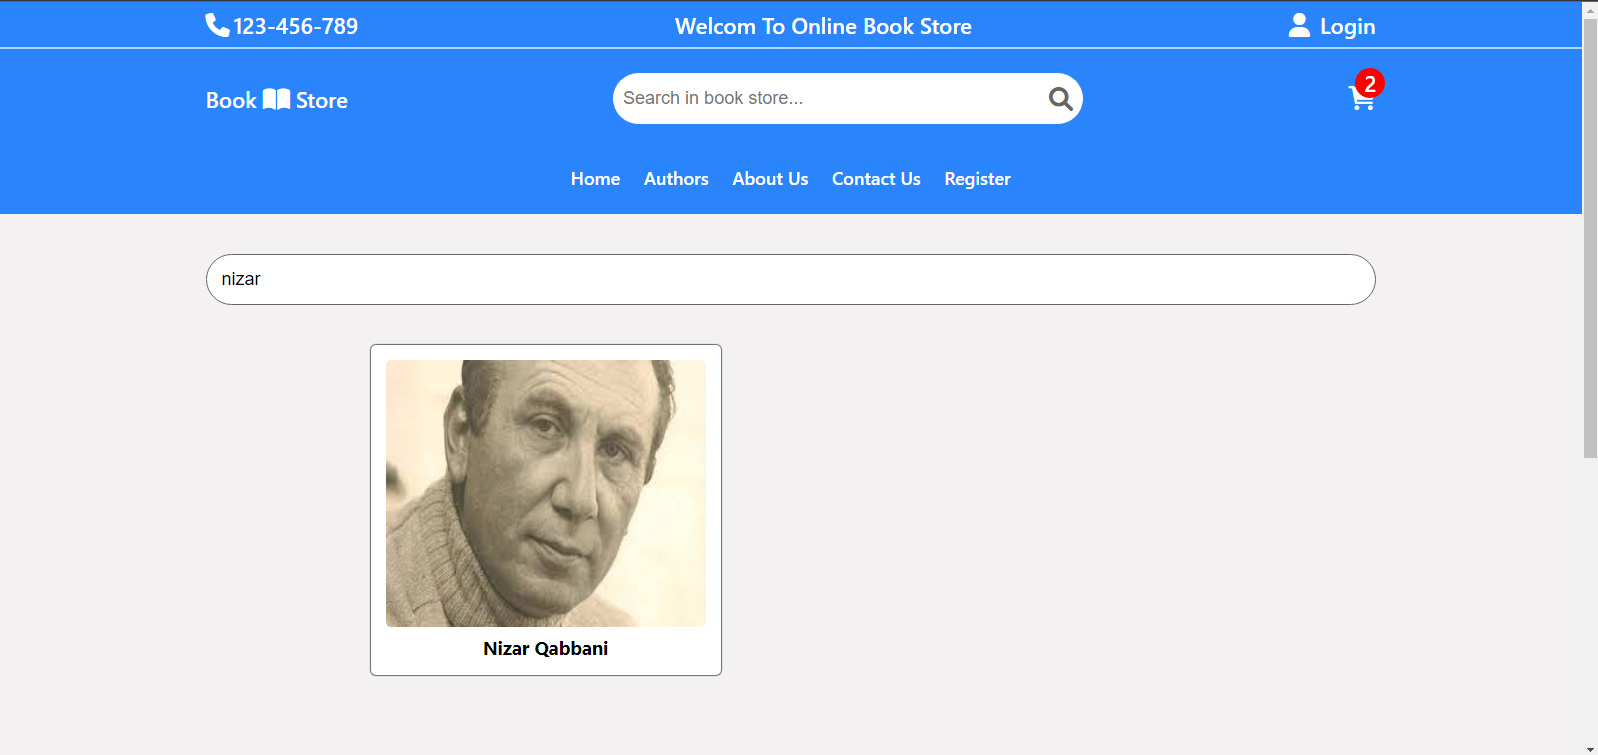 123-456-789 Welcom To Online Book Store Login
Book Store Search in book store... 2
Home Authors About Us Contact Us Register
nizar
Nizar Qabbani